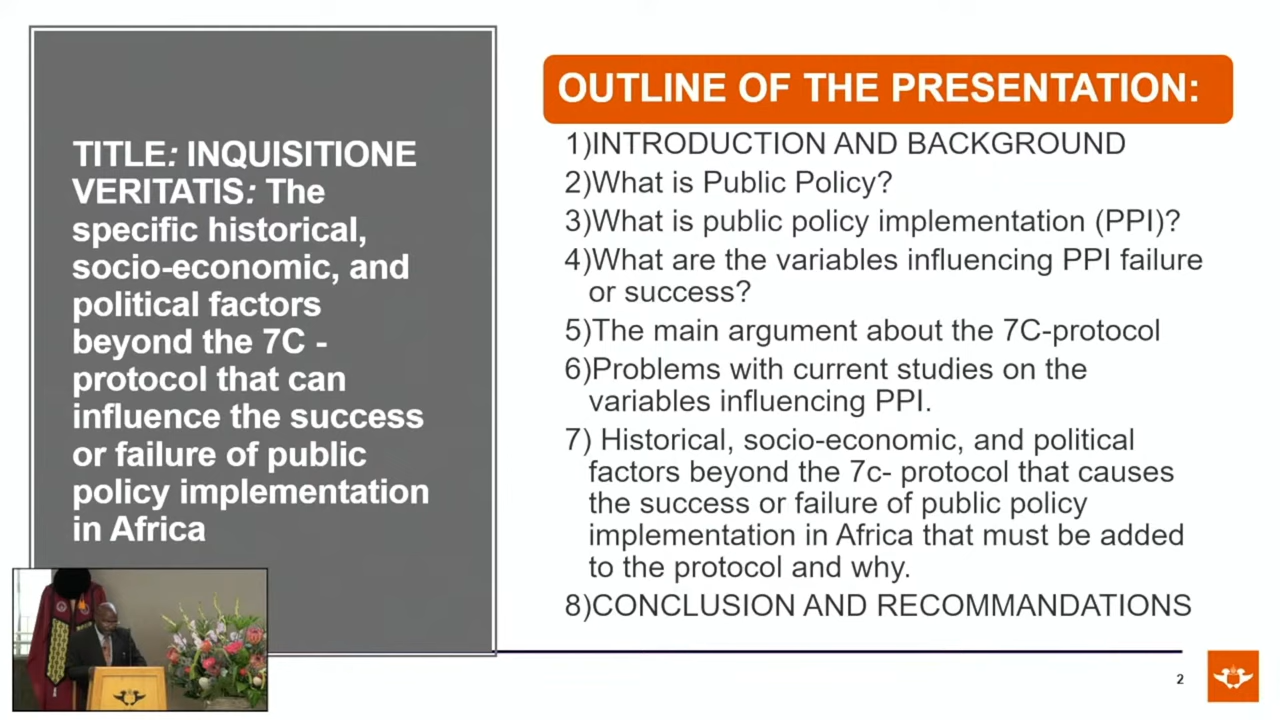 TITLE: INQUISITIONE
VERITATIS: The
specific historical,
socio-economic, and
political factors
beyond the 7C -
protocol that can
influence the success
or failure of public
policy implementation
in Africa
OUTLINE OF THE PRESENTATION:
1)INTRODUCTION AND BACKGROUND
2)What is Public Policy?
3)What is public policy implementation (PPI)?
4)What are the variables influencing PPI failure
or success?
5)The main argument about the 7C-protocol
6)Problems with current studies on the
variables influencing PPI.
7) Historical, socio-economic, and political
factors beyond the 7c- protocol that causes
the success or failure of public policy
implementation in Africa that must be added
to the protocol and why.
8)CONCLUSION AND RECOMMANDATIONS
2